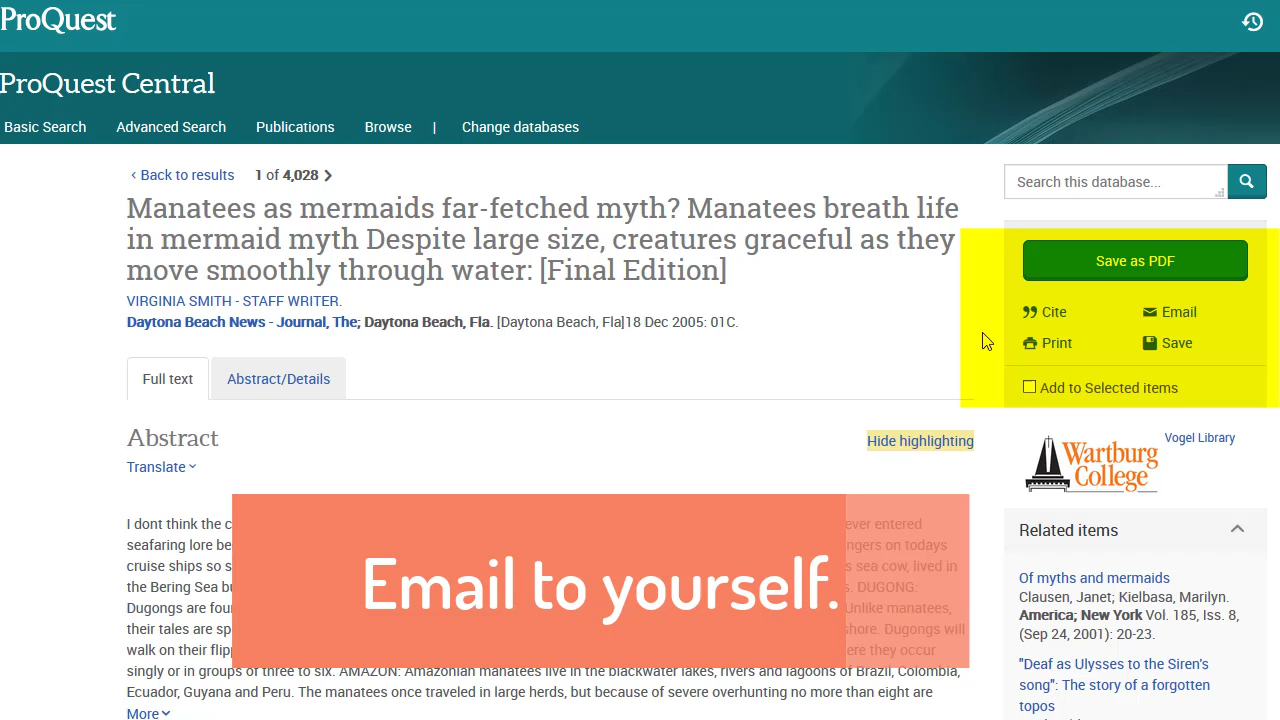 ProQuest
ProQuest Central
Basic Search Advanced Search Publications Browse | Change databases
‹ Back to results 1 of 4,028
Manatees as mermaids far-fetched myth? Manatees breath life
in mermaid myth Despite large size, creatures graceful as they
move smoothly through water: [Final Edition]
VIRGINIA SMITH - STAFF WRITER.
Daytona Beach News - Journal, The; Daytona Beach, Fla. [Daytona Beach, Fla]18 Dec 2005: 01C.
Full text Abstract/Details
Abstract
Hide highlighting
Translate
I dont think the c ever entered
seafaring lore be ngers on todays
cruise ships so s s sea cow, lived in
the Bering Sea bu s. DUGONG:
Dugongs are four Unlike manatees,
their tales are sp shore. Dugongs will
walk on their flipp ere they occur
singly or in groups of three to six. AMAZON: Amazonian manatees live in the blackwater lakes, rivers and lagoons of Brazil, Colombia,
Ecuador, Guyana and Peru. The manatees once traveled in large herds, but because of severe overhunting no more than eight are
More
Email to yourself.
Search this database...
Save as PDF
Cite Email
Print Save
Add to Selected items
Wartburg
College
Vogel Library
Related items
Of myths and mermaids
Clausen, Janet; Kielbasa, Marilyn.
America; New York Vol. 185, Iss. 8,
(Sep 24, 2001): 20-23.
"Deaf as Ulysses to the Siren's
song": The story of a forgotten
topos